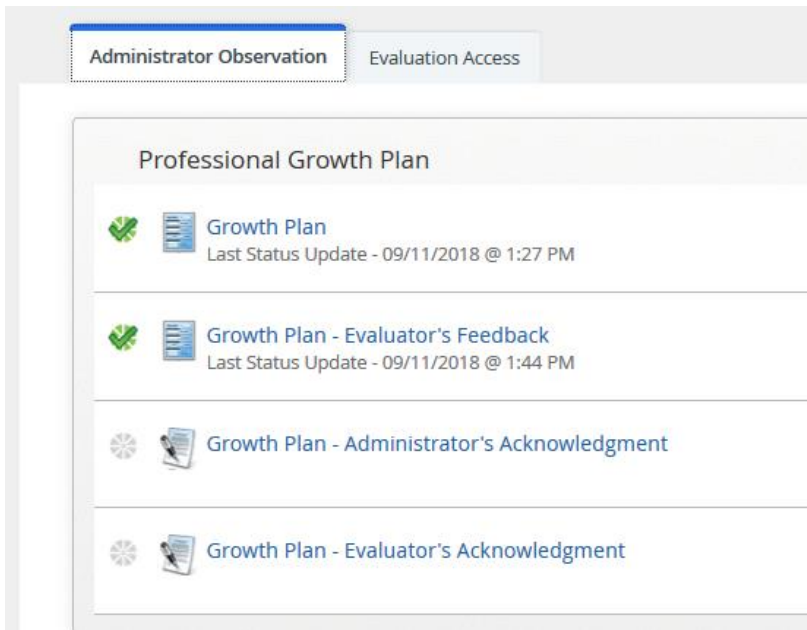 Administrator Observation
Evaluation Access
Professional Growth Plan
Growth Plan
Last Status Update - 09/11/2018 @ 1:27 PM
Growth Plan - Evaluator's Feedback
Last Status Update - 09/11/2018 @ 1:44 PM
Growth Plan - Administrator's Acknowledgment
Growth Plan - Evaluator's Acknowledgment